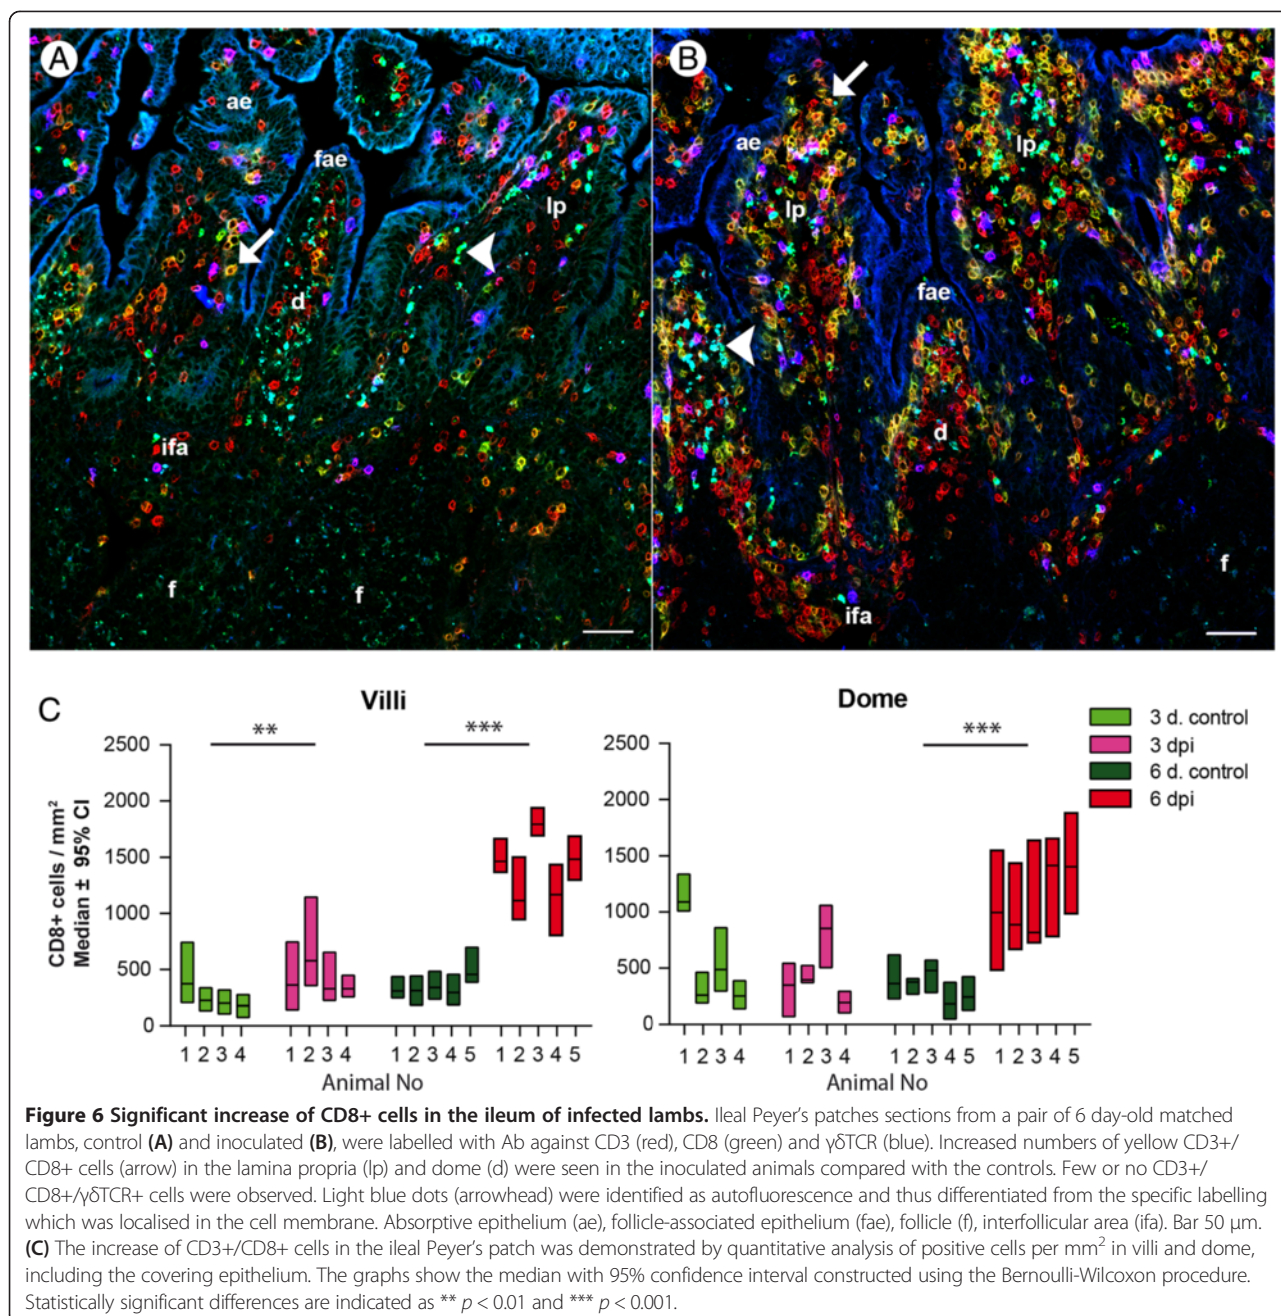 A
ae
fae
lp
d
ifa
f
f
B
ae
lp
lp
fae
d
ifa
f
C
Villi
Dome
** ***
***
3 d. control
3 dpi
6 d. control
6 dpi
CD8+ cells / mm²
Median ± 95% CI
2500
2000
1500
1000
500
0
2500
2000
1500
1000
500
0
1 2 3 4 1 2 3 4 1 2 3 4 5 1 2 3 4 5
1 2 3 4 1 2 3 4 1 2 3 4 5 1 2 3 4 5
Animal No
Animal No
Figure 6 Significant increase of CD8+ cells in the ileum of infected lambs. Ileal Peyer's patches sections from a pair of 6 day-old matched
lambs, control (A) and inoculated (B), were labelled with Ab against CD3 (red), CD8 (green) and γδTCR (blue). Increased numbers of yellow CD3+/
CD8+ cells (arrow) in the lamina propria (lp) and dome (d) were seen in the inoculated animals compared with the controls. Few or no CD3+/
CD8+/γδTCR+ cells were observed. Light blue dots (arrowhead) were identified as autofluorescence and thus differentiated from the specific labelling
which was localised in the cell membrane. Absorptive epithelium (ae), follicle-associated epithelium (fae), follicle (f), interfollicular area (ifa). Bar 50 μm.
(C) The increase of CD3+/CD8+ cells in the ileal Peyer's patch was demonstrated by quantitative analysis of positive cells per mm² in villi and dome,
including the covering epithelium. The graphs show the median with 95% confidence interval constructed using the Bernoulli-Wilcoxon procedure.
Statistically significant differences are indicated as ** p < 0.01 and *** p < 0.001.